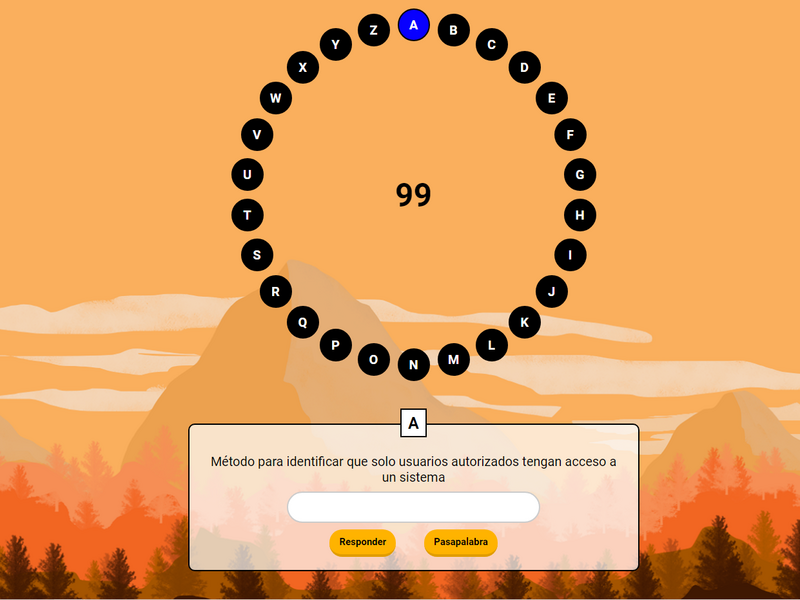 A
B
C
D
E
F
G
H
I
J
K
L
M
N
O
P
Q
R
S
T
U
V
W
X
Y
Z
99
A
Método para identificar que solo usuarios autorizados tengan acceso a
un sistema
Responder
Pasapalabra